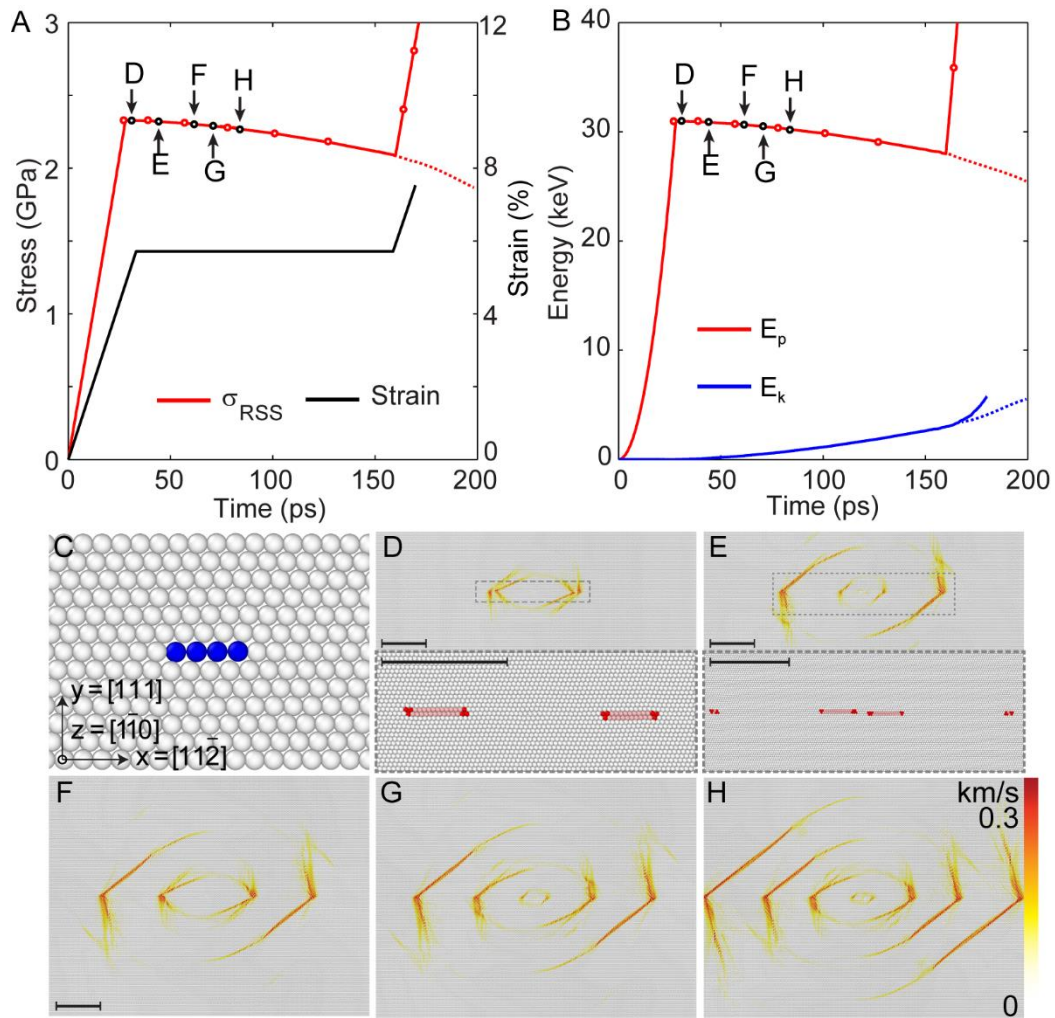 A
3
2
1
0
Stress (GPa)
12
8
4
0
Strain (%)
D
F
H
E
G
σRSS
Strain
0
50
100
150
200
Time (ps)
B
40
30
20
10
0
Energy (keV)
D
F
H
E
G
Ep
Ek
0
50
100
150
200
Time (ps)
C
y = [111]
z = [11̄0]
x = [112̄]
D
E
F
G
H
km/s
0.3
0